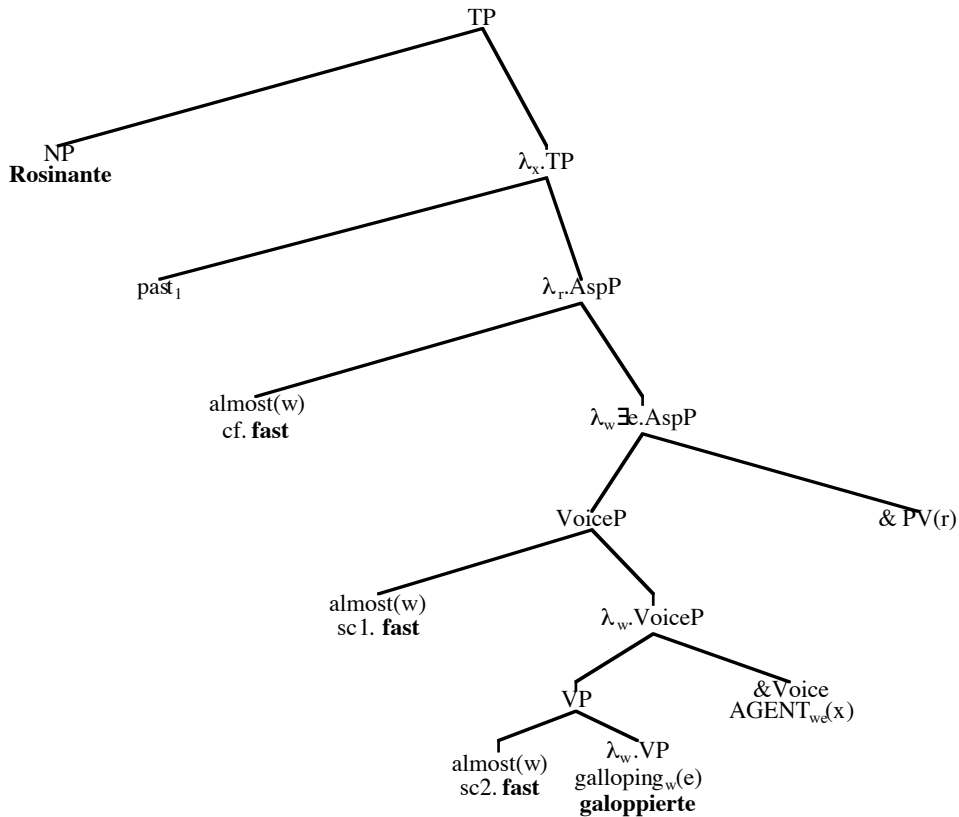 TP
NP
Rosinante
λx.TP
past1
λr.AspP
almost(w)
cf. fast
λw∃e.AspP
VoiceP
& PV(r)
almost(w)
sc1. fast
λw.VoiceP
VP
&Voice
AGENTwe(x)
almost(w)
sc2. fast
λw.VP
gallopingw(e)
galoppierte